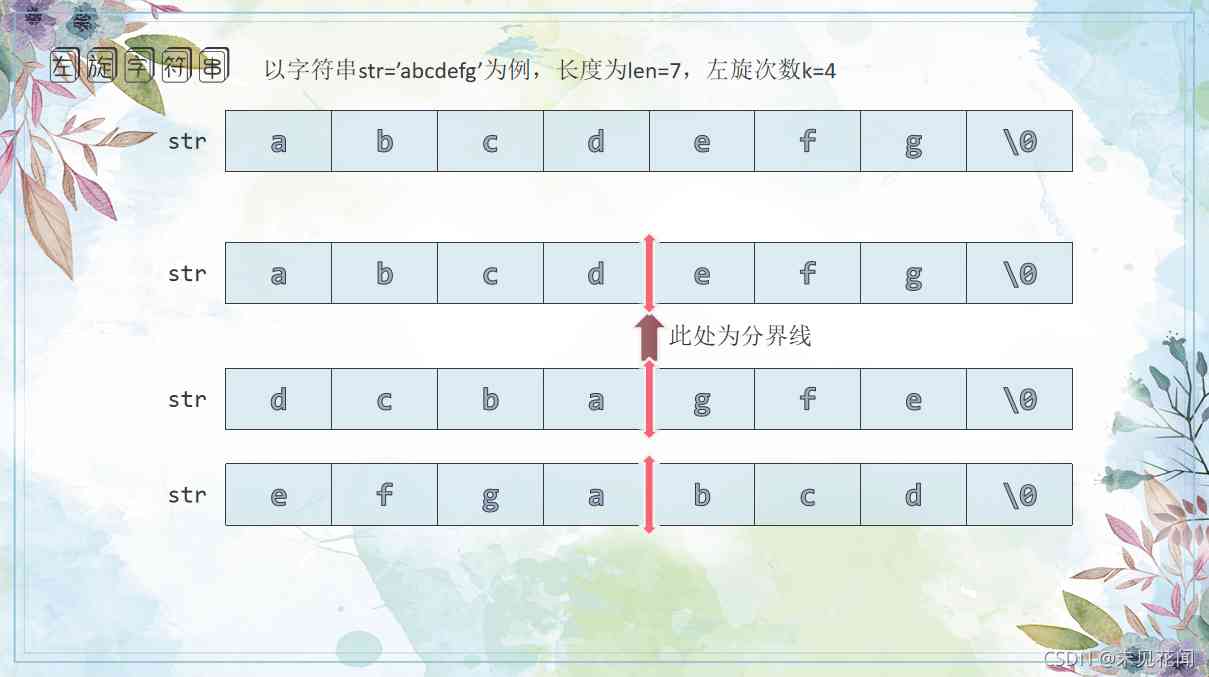 左旋字符串 以字符串str=’abcdefg’为例，长度为len=7，左旋次数k=4
str a b c d e f g \0
str a b c d e f g \0
此处为分界线
str d c b a g f e \0
str e f g a b c d \0
CSDN @未见花闻